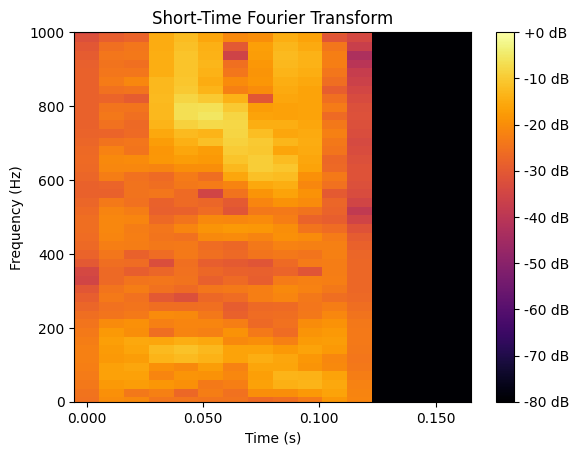 Short-Time Fourier Transform
Frequency (Hz)
1000
800
600
400
200
0
0.000
0.050
0.100
0.150
Time (s)
+0 dB
-10 dB
-20 dB
-30 dB
-40 dB
-50 dB
-60 dB
-70 dB
-80 dB